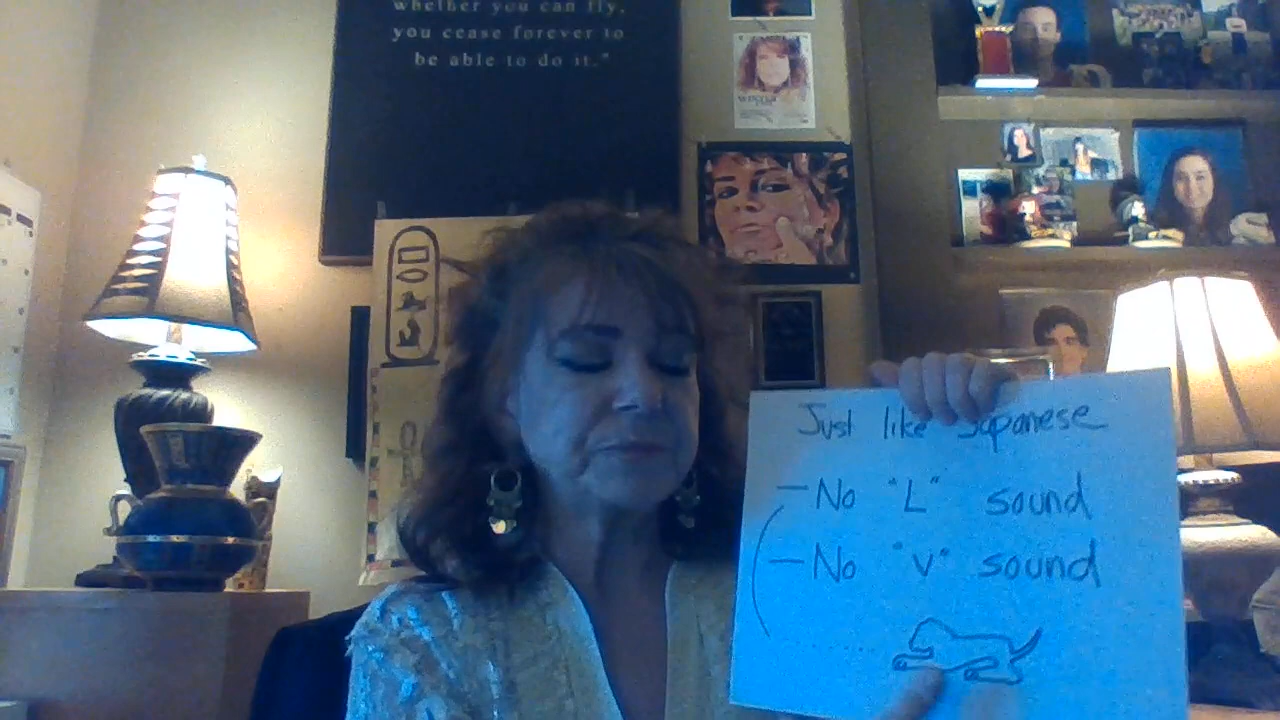 whether you can fly,
you cease forever to
be able to do it."
Just like Japanese
— No "L" sound
— No "V" sound